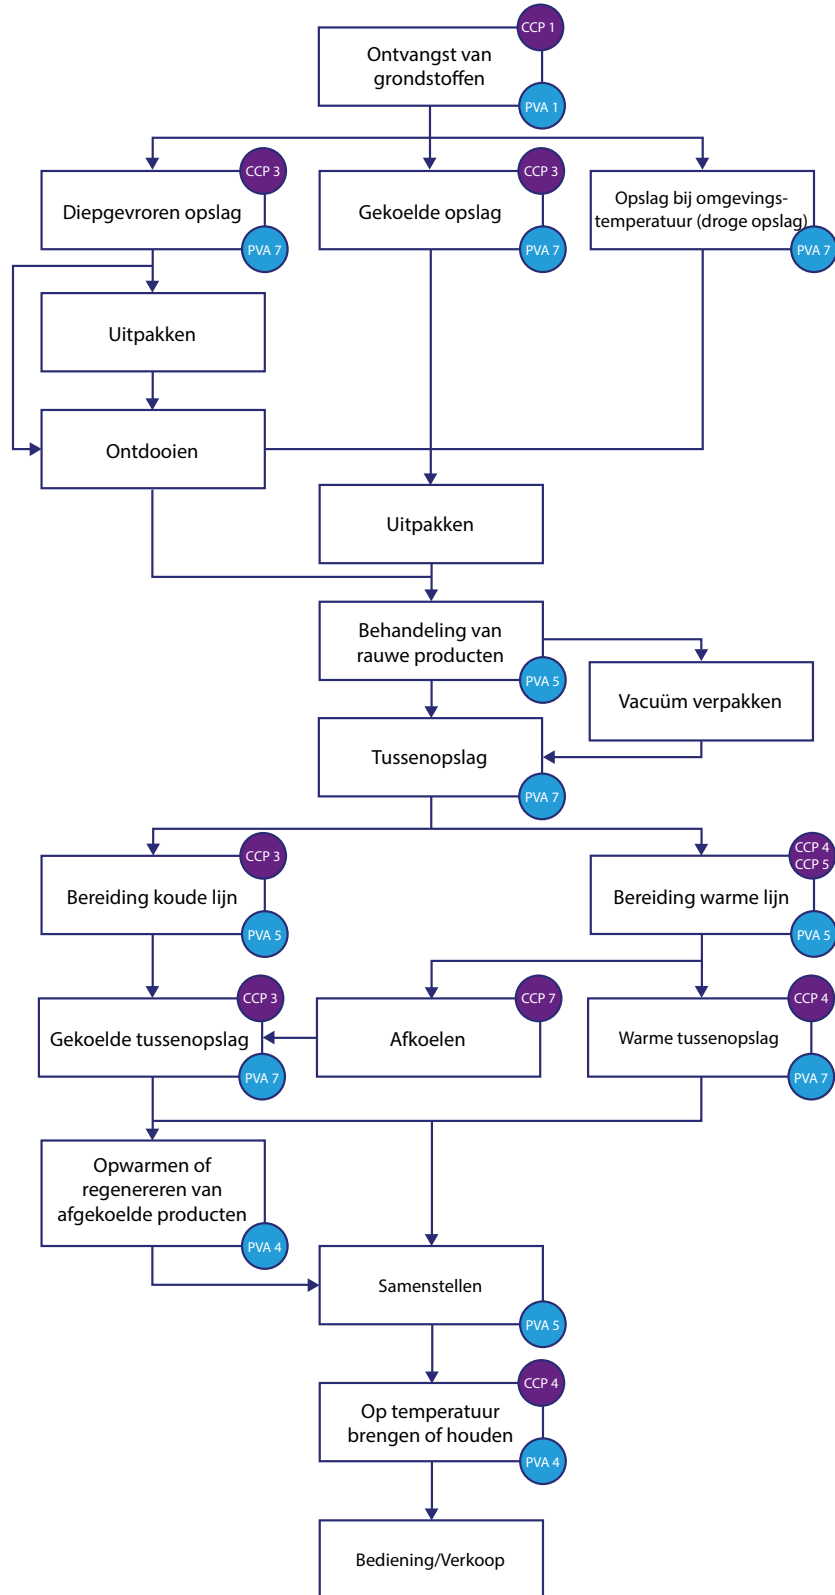 CCP 1
Ontvangst van
grondstoffen
PVA 1
CCP 3
Diepgevroren opslag
PVA 7
CCP 3
Gekoelde opslag
PVA 7
Opslag bij omgevings-
temperatuur (droge opslag)
PVA 7
Uitpakken
Ontdooien
Uitpakken
Behandeling van
rauwe producten
PVA 5
Vacuüm verpakken
Tussenopslag
PVA 7
CCP 3
Bereiding koude lijn
PVA 5
CCP 4
CCP 5
Bereiding warme lijn
PVA 5
CCP 3
Gekoelde tussenopslag
PVA 7
CCP 7
Afkoelen
CCP 4
Warme tussenopslag
PVA 7
Opwarmen of
regenereren van
afgekoelde producten
PVA 4
Samenstellen
PVA 5
CCP 4
Op temperatuur
brengen of houden
PVA 4
Bediening/Verkoop